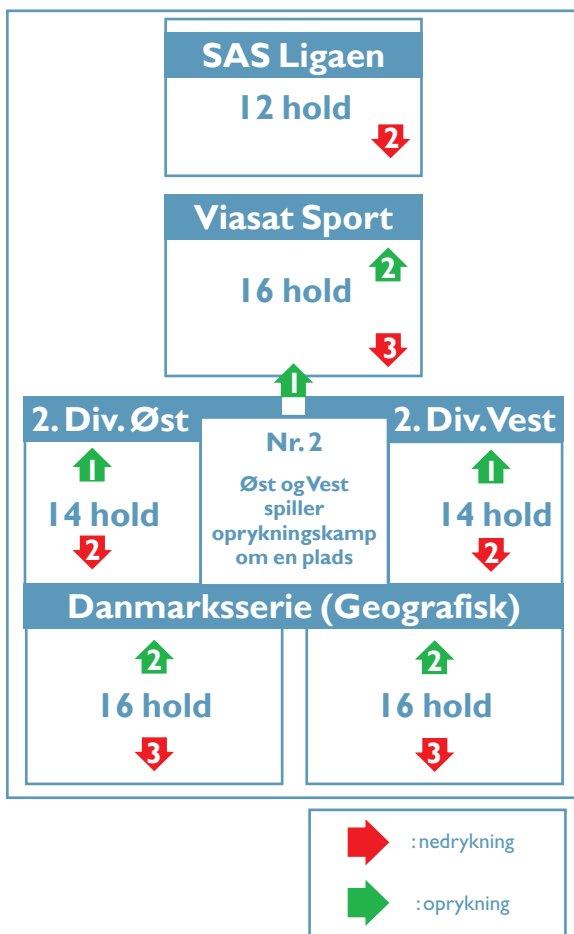 SAS Ligaen
12 hold
2
Viasat Sport
2
16 hold
3
1
2. Div. Øst
1
14 hold
2
Nr. 2
Øst og Vest
spiller
oprykningskamp
om en plads
2. Div. Vest
1
14 hold
2
Danmarksserie (Geografisk)
2
16 hold
3
2
16 hold
3
: nedrykning
: oprykning